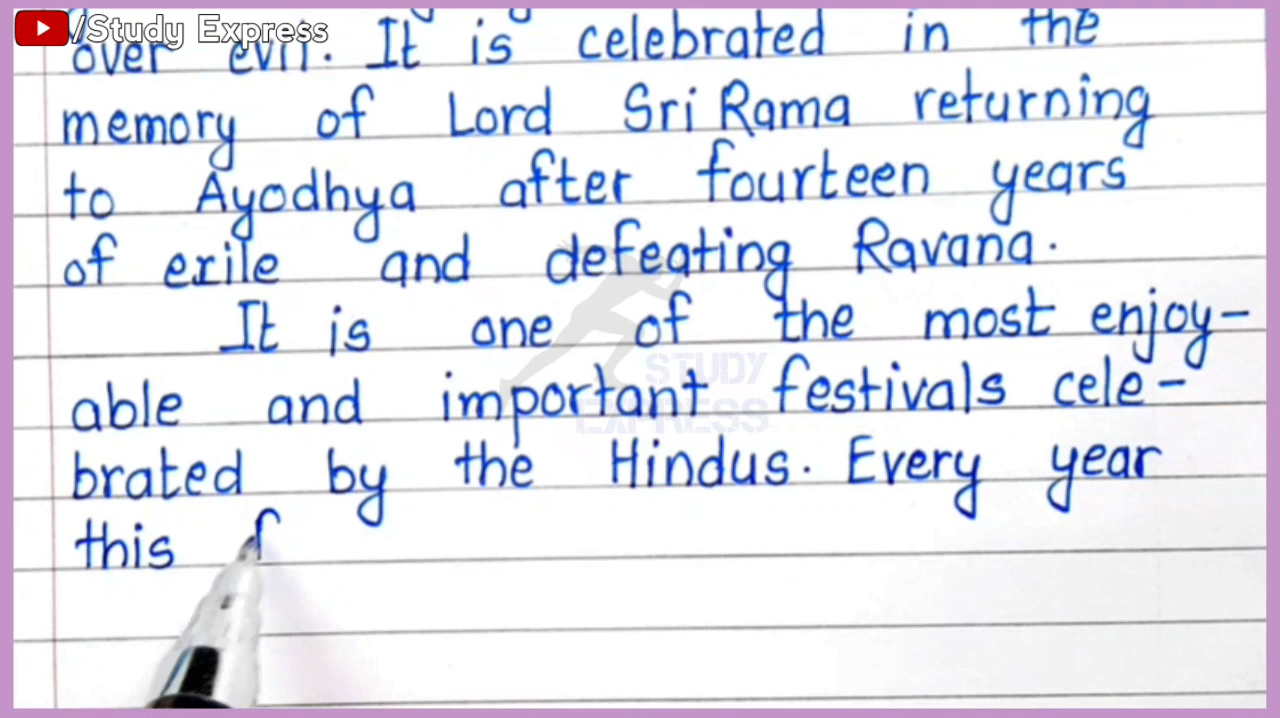 /Study Express
over evil. It is celebrated in the
memory of Lord Sri Rama returning
to Ayodhya after fourteen years
of exile and defeating Ravana.
It is one of the most enjoy-
able and important festivals cele-
brated by the Hindus. Every year
this f
STUDY
EXPRESS